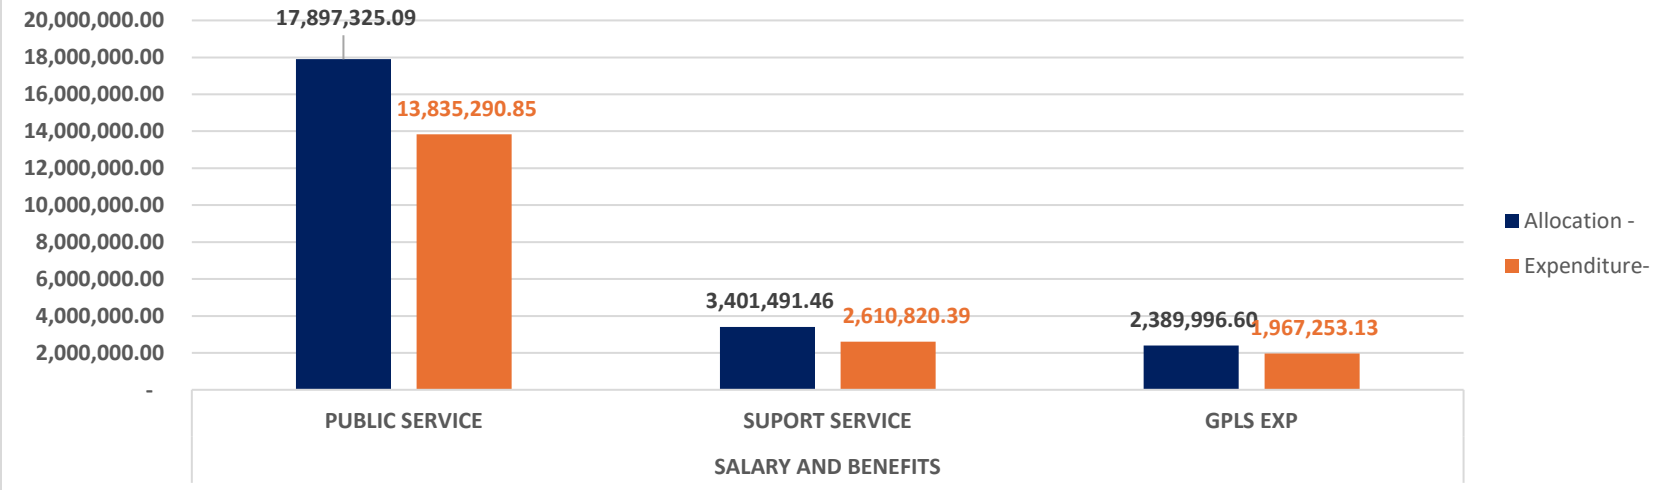 20,000,000.00
18,000,000.00
16,000,000.00
14,000,000.00
12,000,000.00
10,000,000.00
8,000,000.00
6,000,000.00
4,000,000.00
2,000,000.00
-
17,897,325.09
13,835,290.85
3,401,491.46
2,610,820.39
2,389,996.60
1,967,253.13
PUBLIC SERVICE
SUPORT SERVICE
GPLS EXP
SALARY AND BENEFITS
Allocation -
Expenditure-